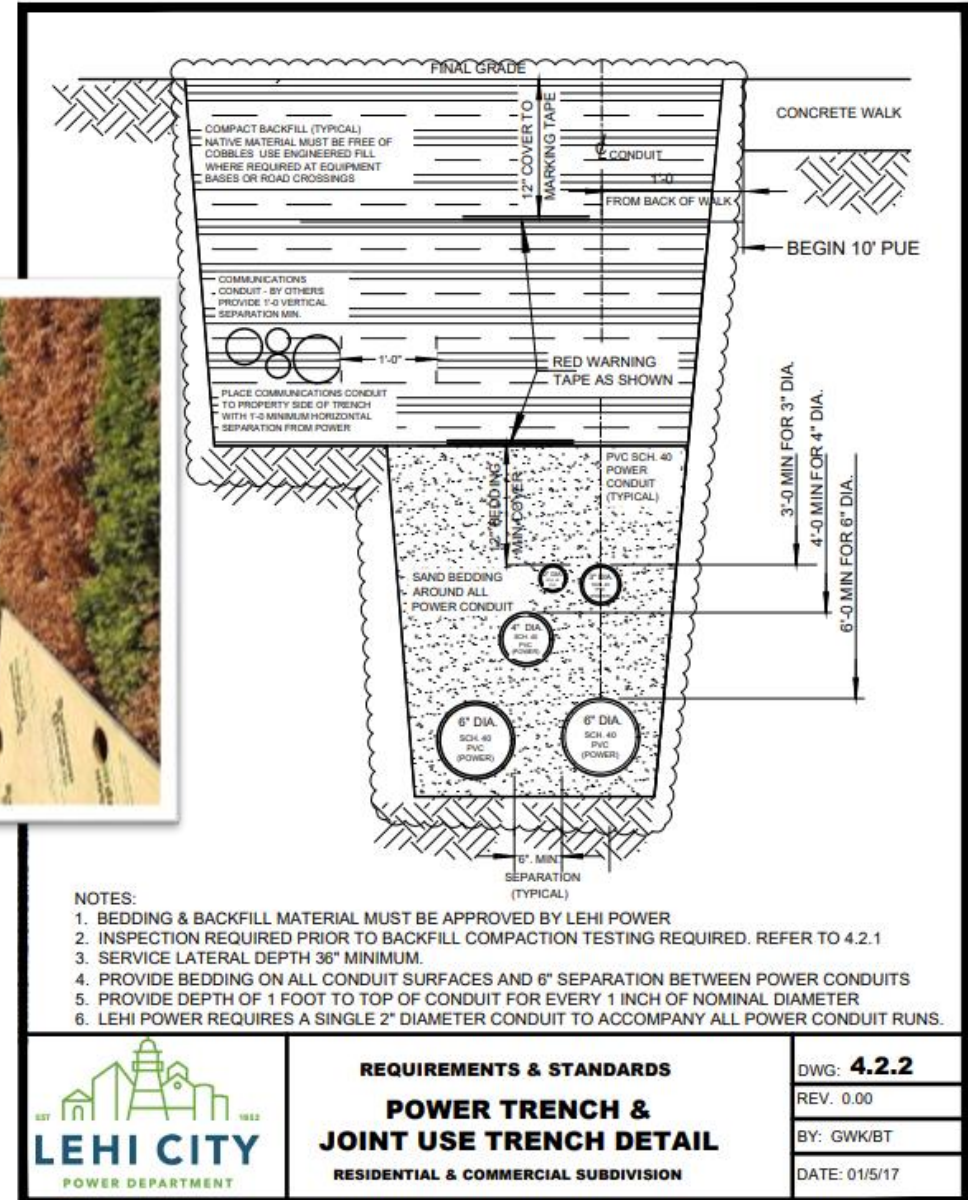 FINAL GRADE
COMPACT BACKFILL (TYPICAL)
NATIVE MATERIAL MUST BE FREE OF
COBBLES USE ENGINEERED FILL
WHERE REQUIRED AT EQUIPMENT
BASES OR ROAD CROSSINGS
12" COVER TO
MARKING TAPE
CONCRETE WALK
CONDUIT
1'-0
FROM BACK OF WALK
BEGIN 10' PUE
COMMUNICATIONS
CONDUIT - BY OTHERS
PROVIDE 1'-0 VERTICAL
SEPARATION MIN.
1'-0"
RED WARNING
TAPE AS SHOWN
PLACE COMMUNICATIONS CONDUIT
TO PROPERTY SIDE OF TRENCH
WITH 1'-0 MINIMUM HORIZONTAL
SEPARATION FROM POWER
12" BEDDING
MIN COVER
PVC SCH. 40
POWER
CONDUIT
(TYPICAL)
3'-0 MIN FOR 3" DIA.
4'-0 MIN FOR 4" DIA.
6'-0 MIN FOR 6" DIA.
SAND BEDDING
AROUND ALL
POWER CONDUIT
4" DIA.
SCH. 40
PVC
(POWER)
6" DIA.
SCH. 40
PVC
(POWER)
6" DIA.
SCH. 40
PVC
(POWER)
6". MIN.
SEPARATION
(TYPICAL)
NOTES:
1. BEDDING & BACKFILL MATERIAL MUST BE APPROVED BY LEHI POWER
2. INSPECTION REQUIRED PRIOR TO BACKFILL COMPACTION TESTING REQUIRED. REFER TO 4.2.1
3. SERVICE LATERAL DEPTH 36" MINIMUM.
4. PROVIDE BEDDING ON ALL CONDUIT SURFACES AND 6" SEPARATION BETWEEN POWER CONDUITS
5. PROVIDE DEPTH OF 1 FOOT TO TOP OF CONDUIT FOR EVERY 1 INCH OF NOMINAL DIAMETER
6. LEHI POWER REQUIRES A SINGLE 2" DIAMETER CONDUIT TO ACCOMPANY ALL POWER CONDUIT RUNS.
EST 1852
LEHI CITY
POWER DEPARTMENT
REQUIREMENTS & STANDARDS
POWER TRENCH &
JOINT USE TRENCH DETAIL
RESIDENTIAL & COMMERCIAL SUBDIVISION
DWG: 4.2.2
REV. 0.00
BY: GWK/BT
DATE: 01/5/17